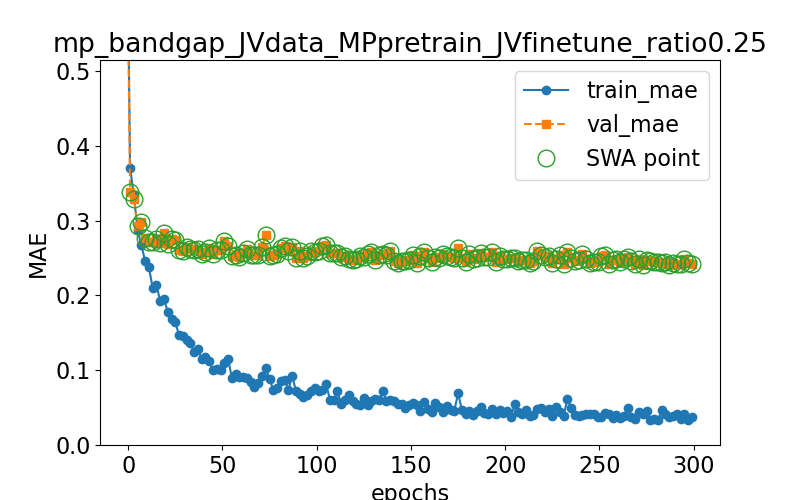 mp_bandgap_JVdata_MPpretrain_JVfinetune_ratio0.25
train_mae
val_mae
SWA point
MAE
0.5
0.4
0.3
0.2
0.1
0.0
0 50 100 150 200 250 300
epochs